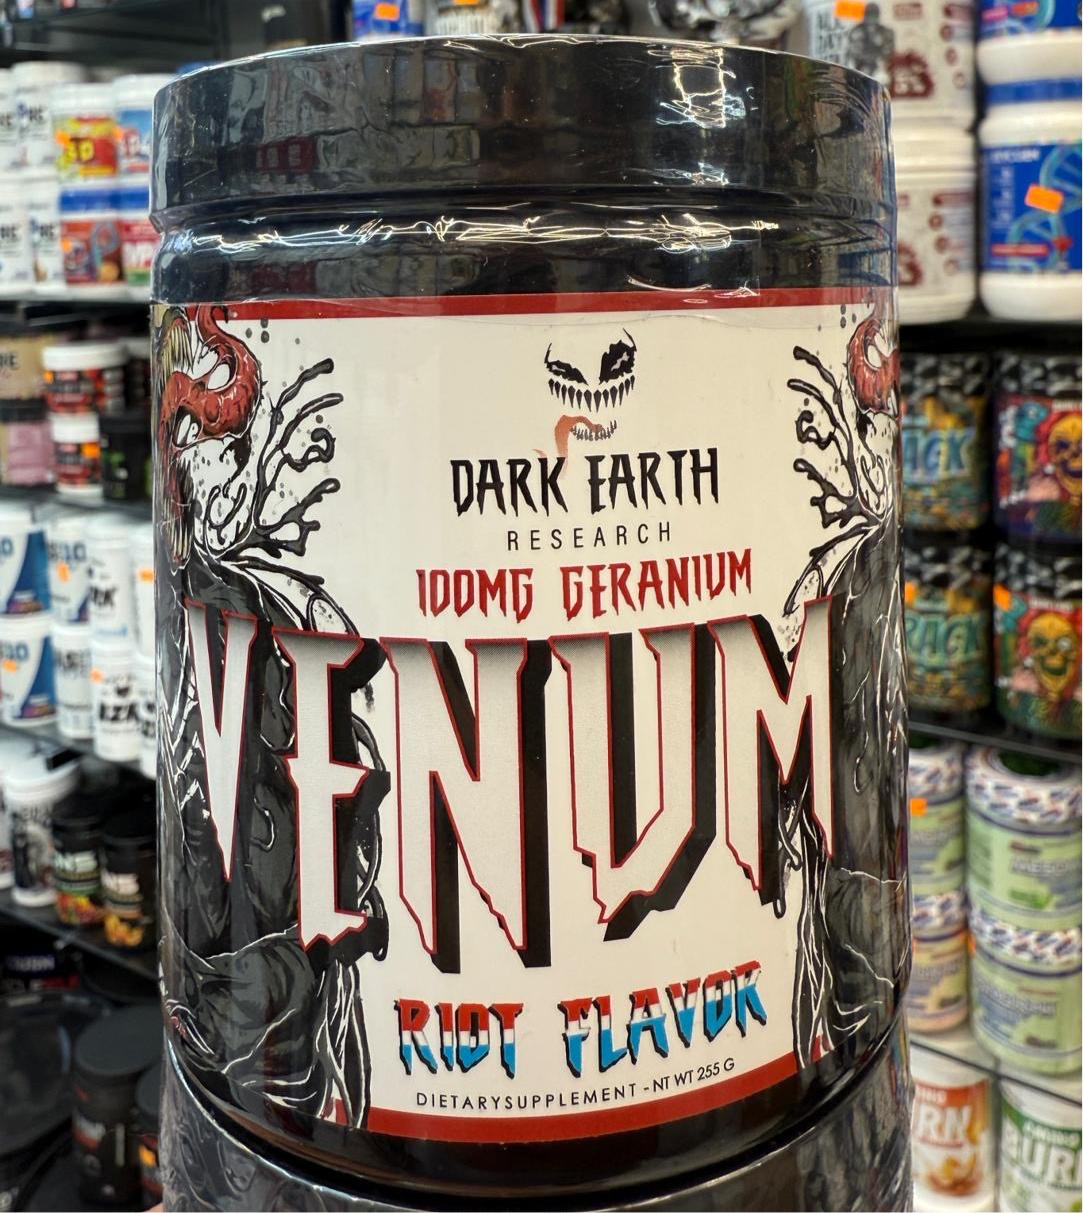 DARK EARTH
RESEARCH
100MG GERANIUM
VENUM
RIOT FLAVOR
DIETARYSUPPLEMENT - NT WT 255 G